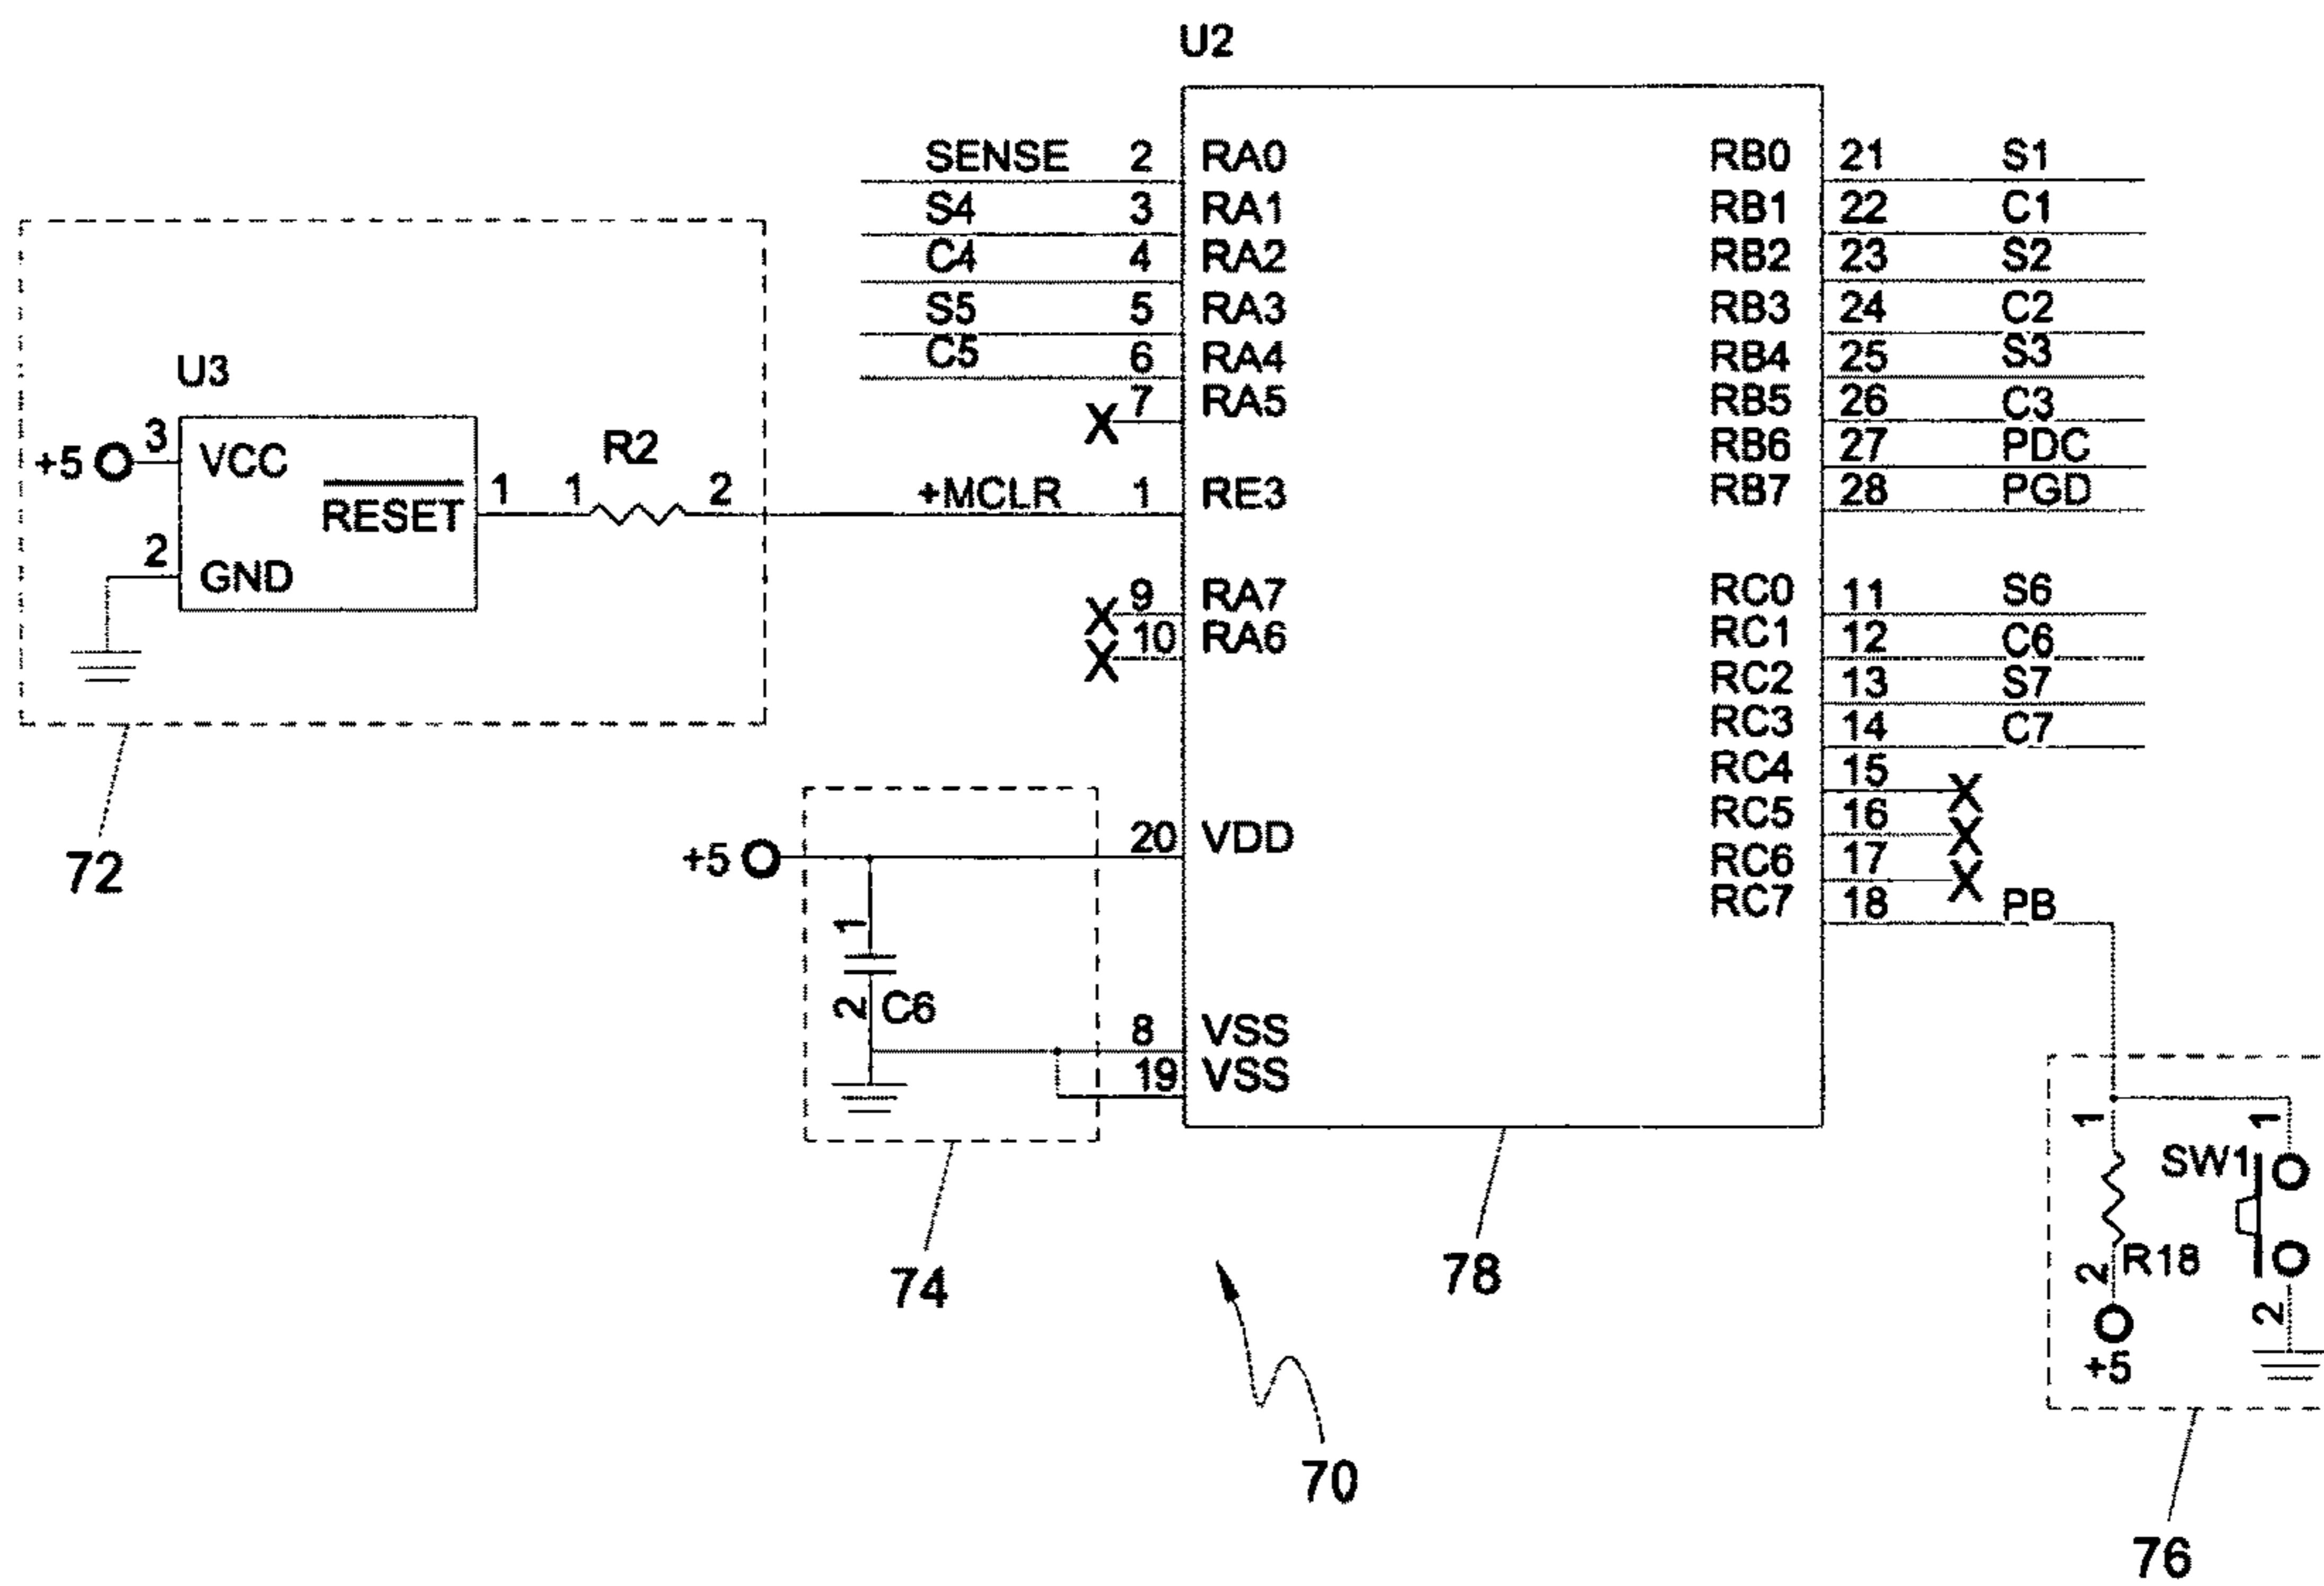 U2
SENSE 2 RA0 RB0 21 S1
S4 3 RA1 RB1 22 C1
C4 4 RA2 RB2 23 S2
S5 5 RA3 RB3 24 C2
C5 6 RA4 RB4 25 S3
7 RA5 RB5 26 C3
RB6 27 PDC
+MCLR 1 RE3 RB7 28 PGD
U3
+5 3 VCC
RESET 1 1 R2 2
2 GND
9 RA7 RC0 11 S6
10 RA6 RC1 12 C6
RC2 13 S7
RC3 14 C7
RC4 15
RC5 16
RC6 17
RC7 18 PB
72
+5 20 VDD
1
2 C6
8 VSS
19 VSS
1 1
SW1
R18
2 2
+5
74
78
70
76